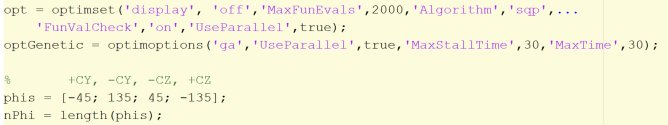 opt = optimset('display', 'off','MaxFunEvals',2000,'Algorithm','sqp',...
'FunValCheck','on','UseParallel',true);
optGenetic = optimoptions('ga','UseParallel',true,'MaxStallTime',30,'MaxTime',30);
% +CY, -CY, -CZ, +CZ
phis = [-45; 135; 45; -135];
nPhi = length(phis);